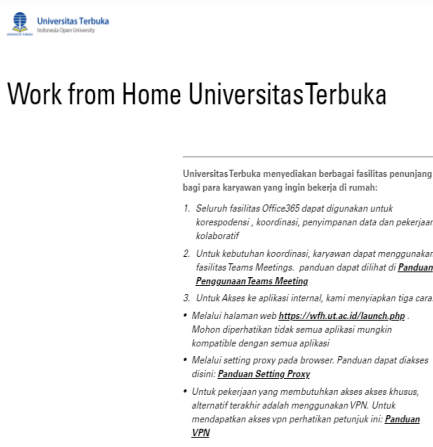 Universitas Terbuka
Indonesia Open University
Work from Home Universitas Terbuka
Universitas Terbuka menyediakan berbagai fasilitas penunjang
bagi para karyawan yang ingin bekerja di rumah:
1. Seluruh fasilitas Office365 dapat digunakan untuk
korespodensi , koordinasi, penyimpanan data dan pekerjaan
kolaboratif
2. Untuk kebutuhan koordinasi, karyawan dapat menggunakan
fasilitas Teams Meetings. panduan dapat dilihat di Panduan
Penggunaan Teams Meeting
3. Untuk Akses ke aplikasi internal, kami menyiapkan tiga cara.
• Melalui halaman web https://wfh.ut.ac.id/launch.php .
Mohon diperhatikan tidak semua aplikasi mungkin
kompatible dengan semua aplikasi
• Melalui setting proxy pada browser. Panduan dapat diakses
disini: Panduan Setting Proxy
• Untuk pekerjaan yang membutuhkan akses akses khusus,
alternatif terakhir adalah menggunakan VPN. Untuk
mendapatkan akses vpn perhatikan petunjuk ini: Panduan
VPN